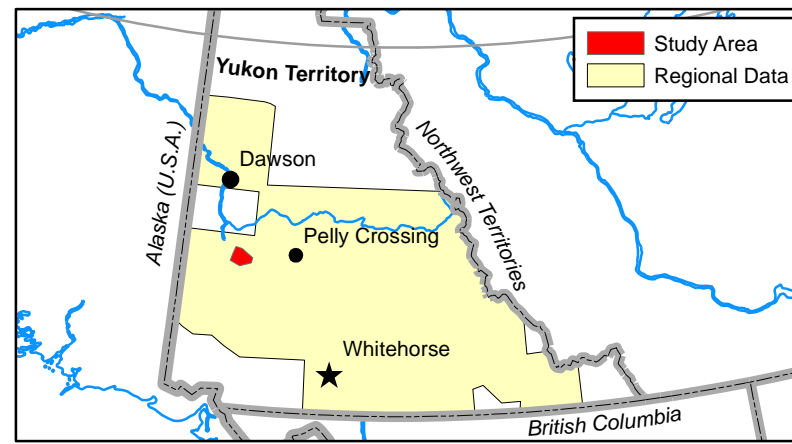 Study Area
Regional Data
Yukon Territory
Alaska (U.S.A.)
Northwest Territories
Dawson
Pelly Crossing
Whitehorse
British Columbia